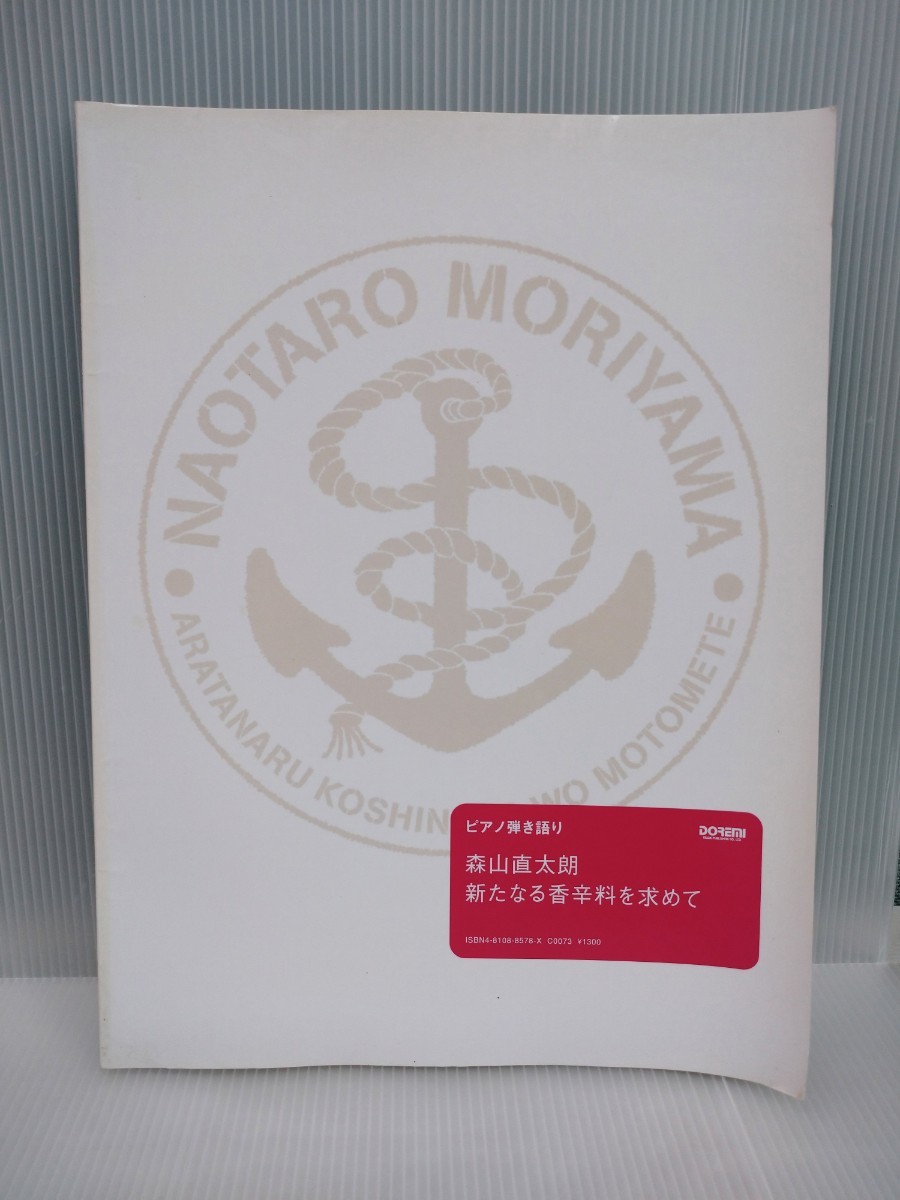 NAOTARO MORIYAMA
ARATANARU KOSHIN WO MOTOMETE
ピアノ弾き語り
DOREMI
森山直太朗
新たなる香辛料を求めて
ISBN4-8108-8578-X C0073 ¥1300